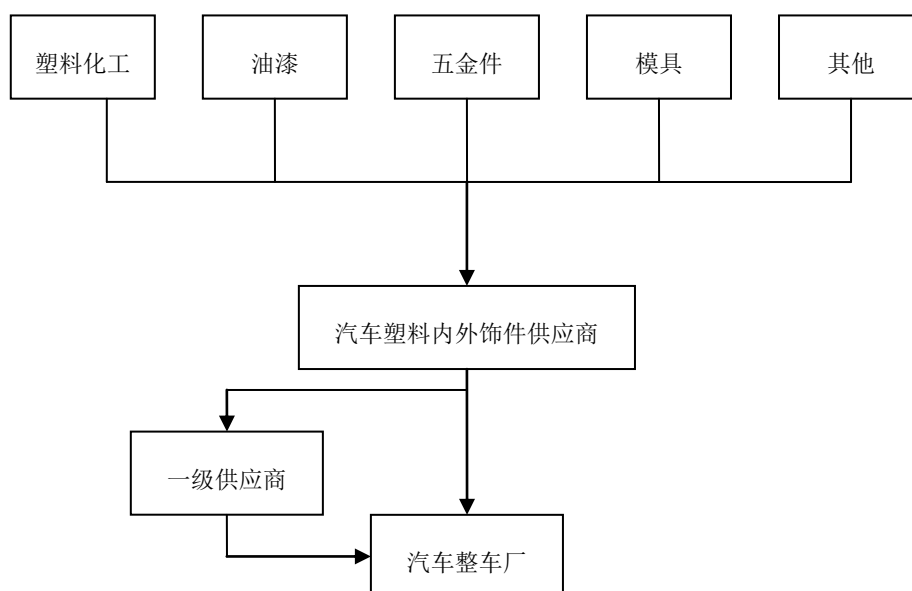 塑料化工
油漆
五金件
模具
其他
汽车塑料内外饰件供应商
一级供应商
汽车整车厂